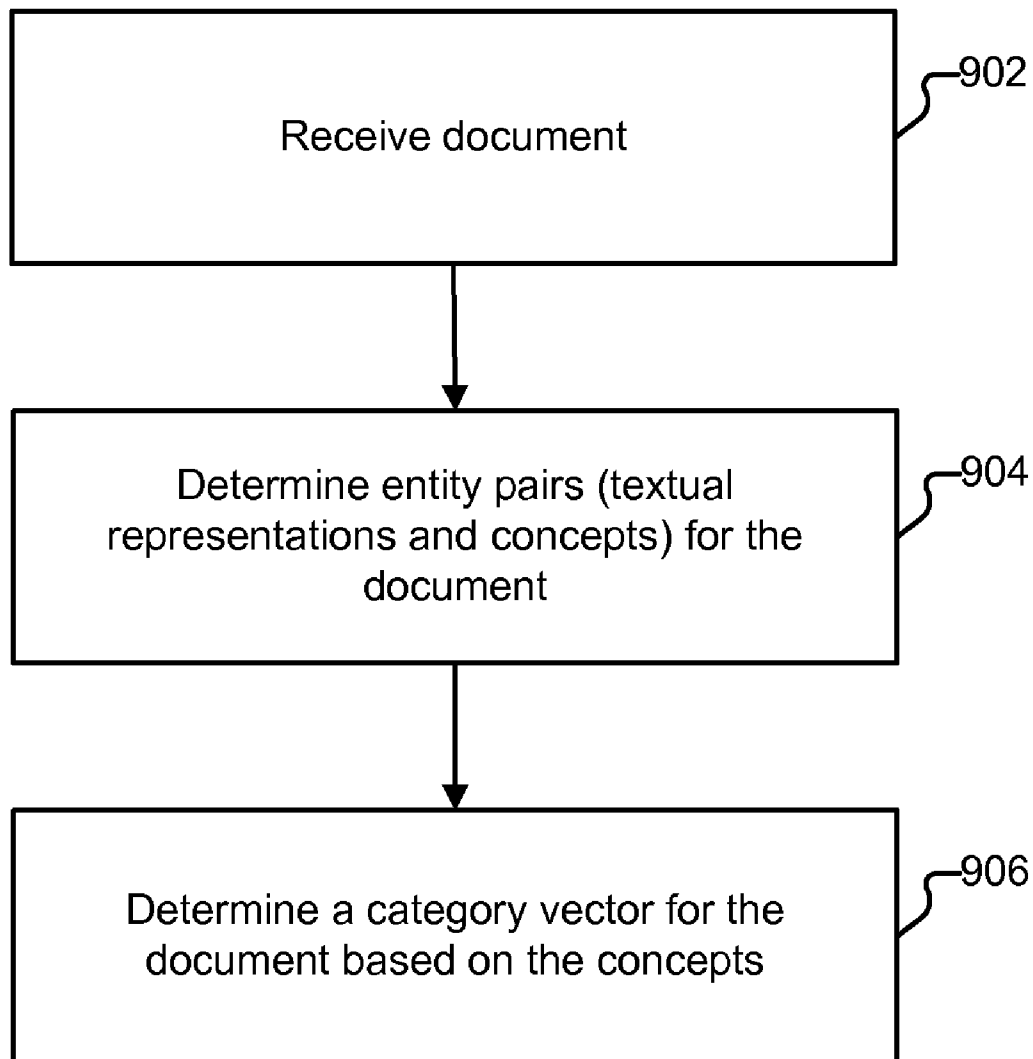 Receive document
902
Determine entity pairs (textual
representations and concepts) for the
document
904
Determine a category vector for the
document based on the concepts
906